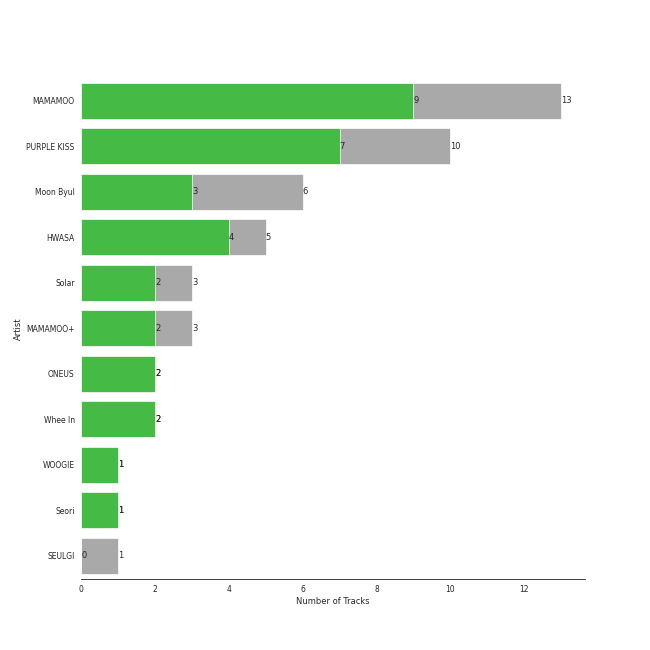 MAMAMOO 9 13
PURPLE KISS 7 10
Moon Byul 3 6
HWASA 4 5
Solar 2 3
MAMAMOO+ 2 3
ONEUS 2
Whee In 2
WOOGIE 1
Seori 1
SEULGI 0 1
Artist
0 2 4 6 8 10 12
Number of Tracks